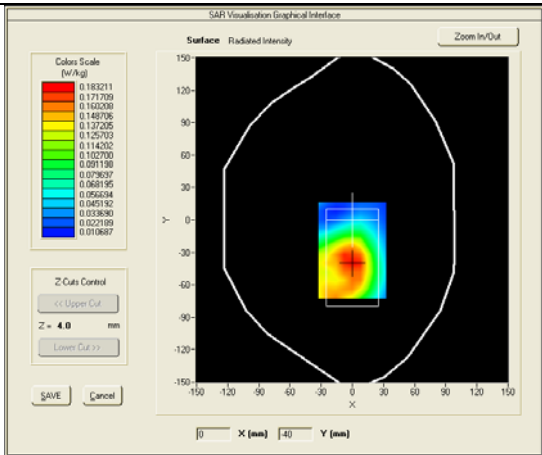 SAR Visualisation Graphical Interface
Surface Radiated Intensity
Zoom In/Out
Colors Scale
(W/kg)
0.183211
0.171709
0.160208
0.148706
0.137205
0.125703
0.114202
0.102700
0.091198
0.079697
0.068195
0.056694
0.045192
0.033690
0.022189
0.010687
Z Cuts Control
<< Upper Cut
Z = 4.0 mm
Lower Cut >>
SAVE Cancel
150-
120-
90-
60-
30-
Y 0-
-30-
-60-
-90-
-120-
-150-
-150 -120 -90 -60 -30 0 30 60 90 120 150
X
0 X (mm) -40 Y (mm)